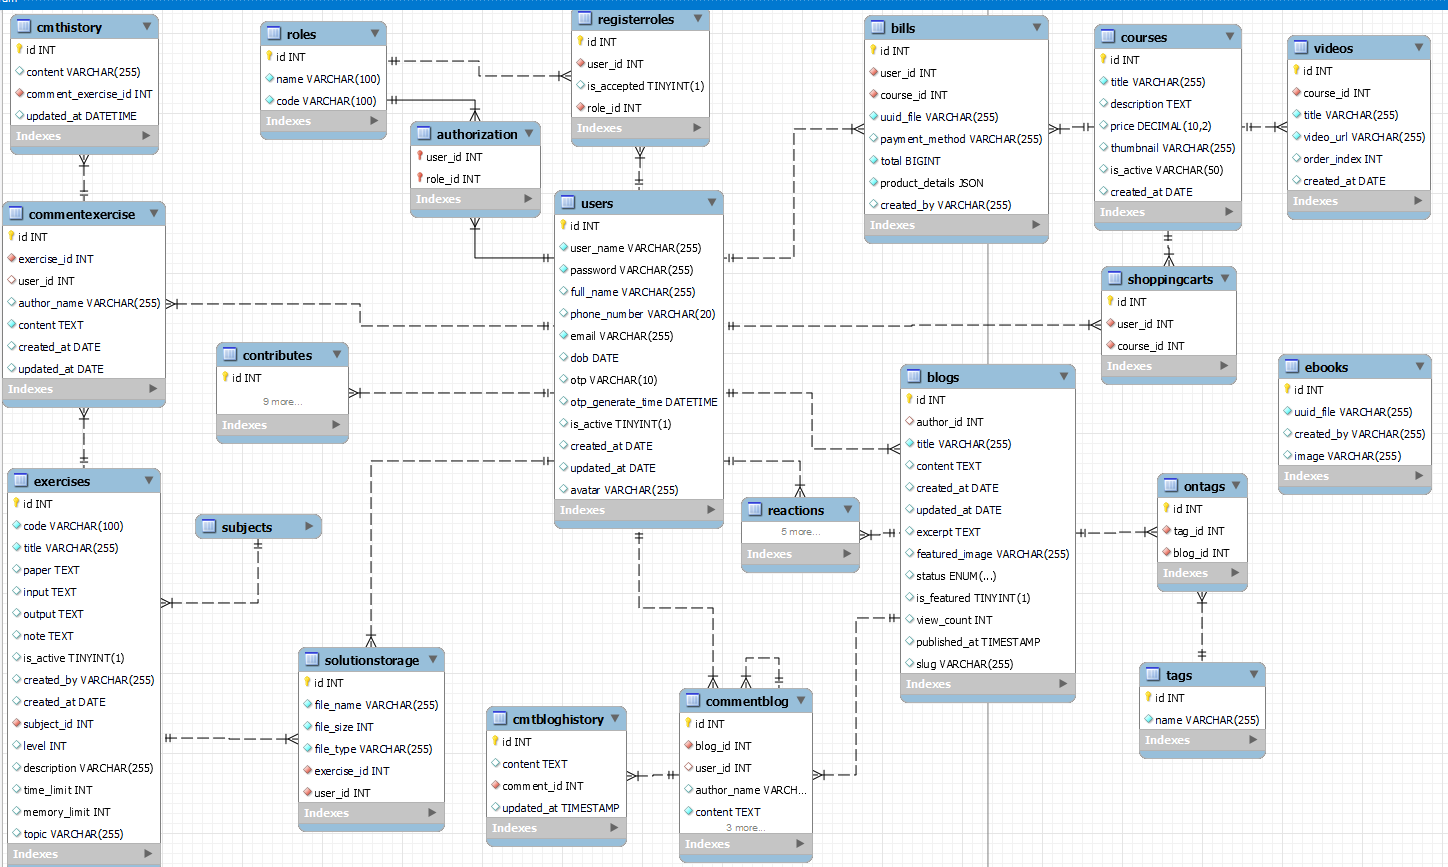 cmthistory
id INT
content VARCHAR(255)
comment_exercise_id INT
updated_at DATETIME
Indexes
roles
id INT
name VARCHAR(100)
code VARCHAR(100)
Indexes
registerroles
id INT
user_id INT
is_accepted TINYINT(1)
role_id INT
Indexes
authorization
user_id INT
role_id INT
Indexes
bills
id INT
user_id INT
course_id INT
uuid_file VARCHAR(255)
payment_method VARCHAR(255)
total BIGINT
product_details JSON
created_by VARCHAR(255)
Indexes
courses
id INT
title VARCHAR(255)
description TEXT
price DECIMAL(10,2)
thumbnail VARCHAR(255)
is_active VARCHAR(50)
created_at DATE
Indexes
videos
id INT
course_id INT
title VARCHAR(255)
video_url VARCHAR(255)
order_index INT
created_at DATE
Indexes
commentexercise
id INT
exercise_id INT
user_id INT
author_name VARCHAR(255)
content TEXT
created_at DATE
updated_at DATE
Indexes
users
id INT
user_name VARCHAR(255)
password VARCHAR(255)
full_name VARCHAR(255)
phone_number VARCHAR(20)
email VARCHAR(255)
dob DATE
otp VARCHAR(10)
otp_generate_time DATETIME
is_active TINYINT(1)
created_at DATE
updated_at DATE
avatar VARCHAR(255)
Indexes
shoppingcarts
id INT
user_id INT
course_id INT
Indexes
contributes
id INT
9 more...
Indexes
blogs
id INT
author_id INT
title VARCHAR(255)
content TEXT
created_at DATE
updated_at DATE
excerpt TEXT
featured_image VARCHAR(255)
status ENUM(...)
is_featured TINYINT(1)
view_count INT
published_at TIMESTAMP
slug VARCHAR(255)
Indexes
ebooks
id INT
uuid_file VARCHAR(255)
created_by VARCHAR(255)
image VARCHAR(255)
Indexes
exercises
id INT
code VARCHAR(100)
title VARCHAR(255)
paper TEXT
input TEXT
output TEXT
note TEXT
is_active TINYINT(1)
created_by VARCHAR(255)
created_at DATE
subject_id INT
level INT
description VARCHAR(255)
time_limit INT
memory_limit INT
topic VARCHAR(255)
Indexes
subjects
reactions
5 more...
Indexes
ontags
id INT
tag_id INT
blog_id INT
Indexes
solutionstorage
id INT
file_name VARCHAR(255)
file_size INT
file_type VARCHAR(255)
exercise_id INT
user_id INT
Indexes
cmtbloghistory
id INT
content TEXT
comment_id INT
updated_at TIMESTAMP
Indexes
commentblog
id INT
blog_id INT
user_id INT
author_name VARCH...
content TEXT
3 more...
Indexes
tags
id INT
name VARCHAR(255)
Indexes